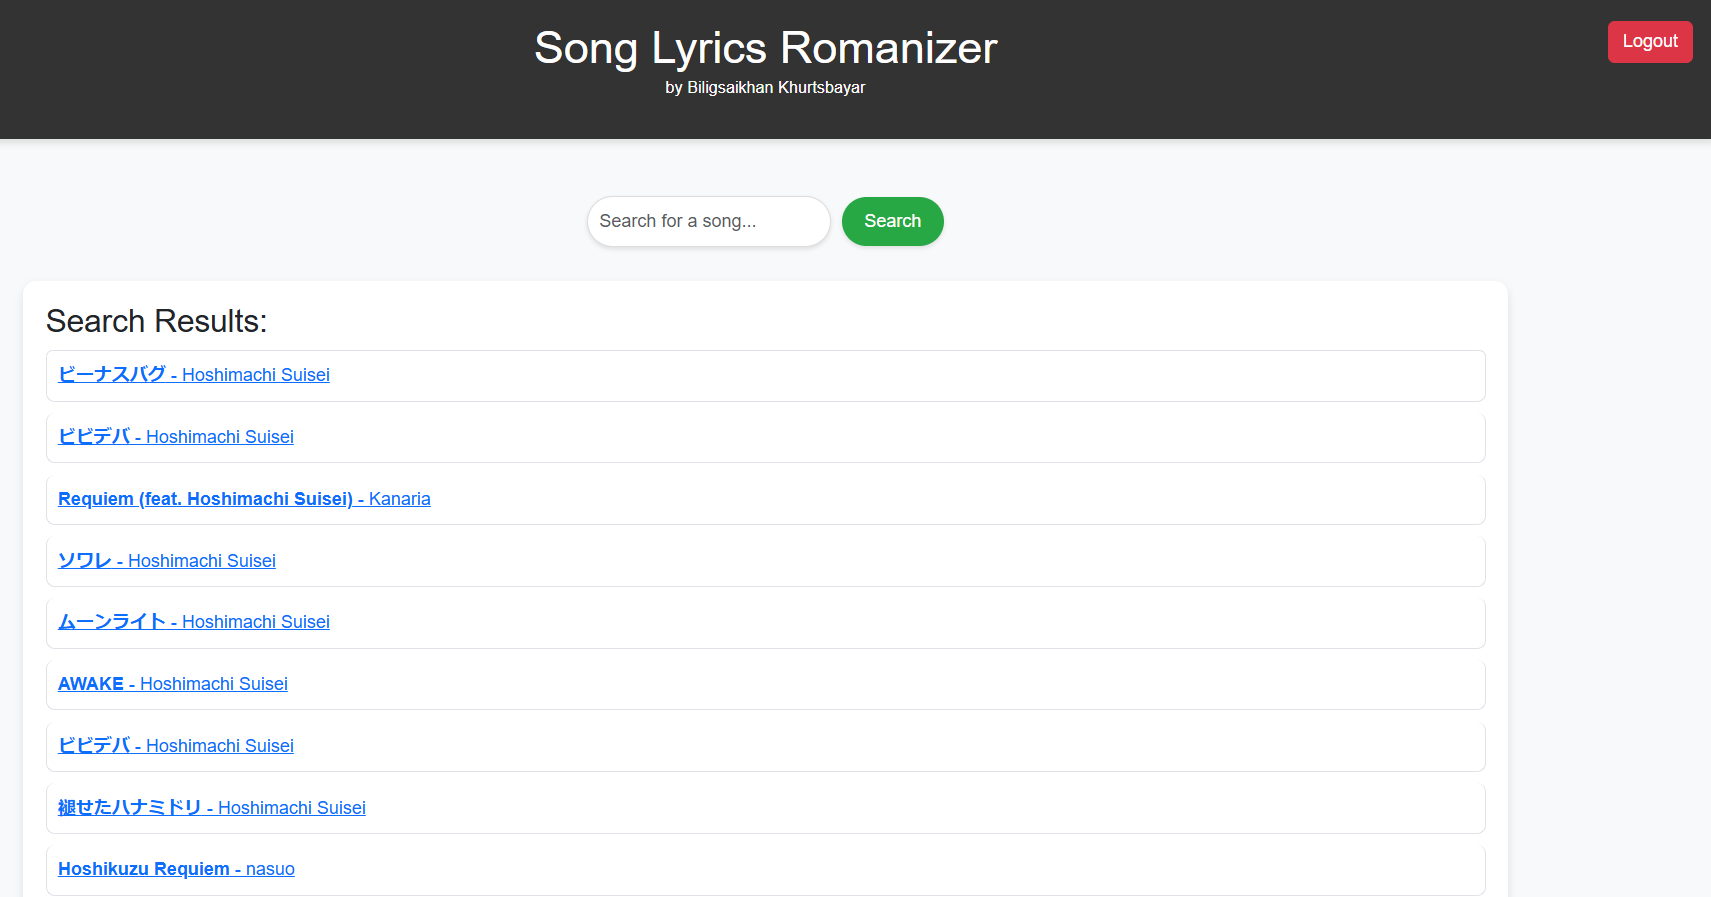 Song Lyrics Romanizer
by Biligsaikhan Khurtsbayar
Logout
Search for a song...
Search
Search Results:
ビーナスバグ - Hoshimachi Suisei
ビビデバ - Hoshimachi Suisei
Requiem (feat. Hoshimachi Suisei) - Kanaria
ソワレ - Hoshimachi Suisei
ムーンライト - Hoshimachi Suisei
AWAKE - Hoshimachi Suisei
ビビデバ - Hoshimachi Suisei
褪せたハナミドリ - Hoshimachi Suisei
Hoshikuzu Requiem - nasuo